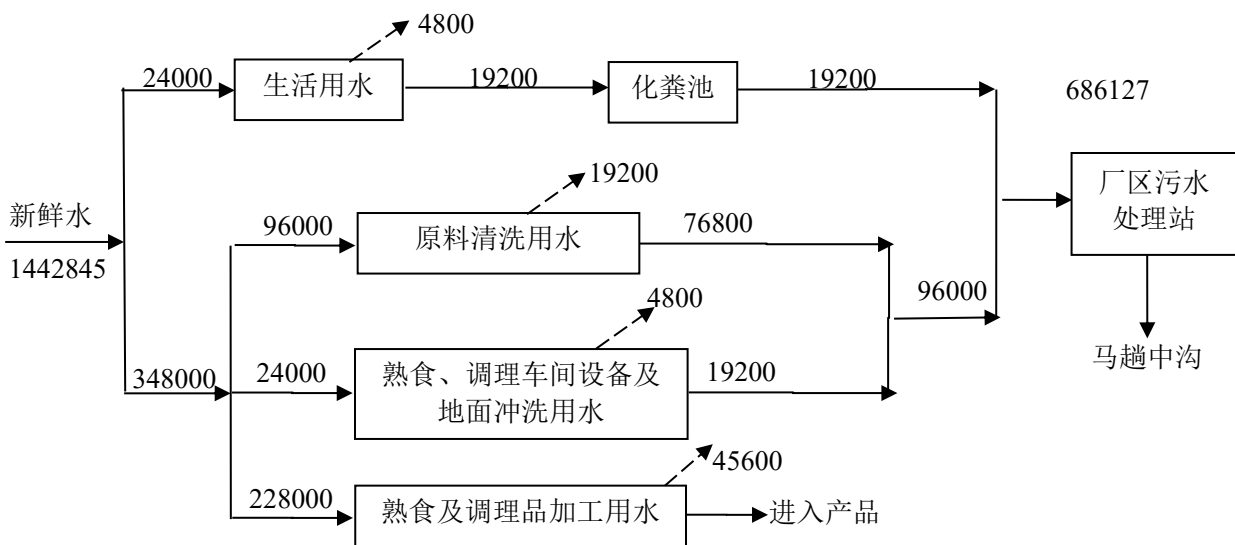 4800
24000
生活用水
19200
化粪池
19200
686127
19200
新鲜水
1442845
96000
原料清洗用水
76800
厂区污水
处理站
4800
96000
348000
24000
熟食、调理车间设备及
地面冲洗用水
19200
马趟中沟
45600
228000
熟食及调理品加工用水
进入产品